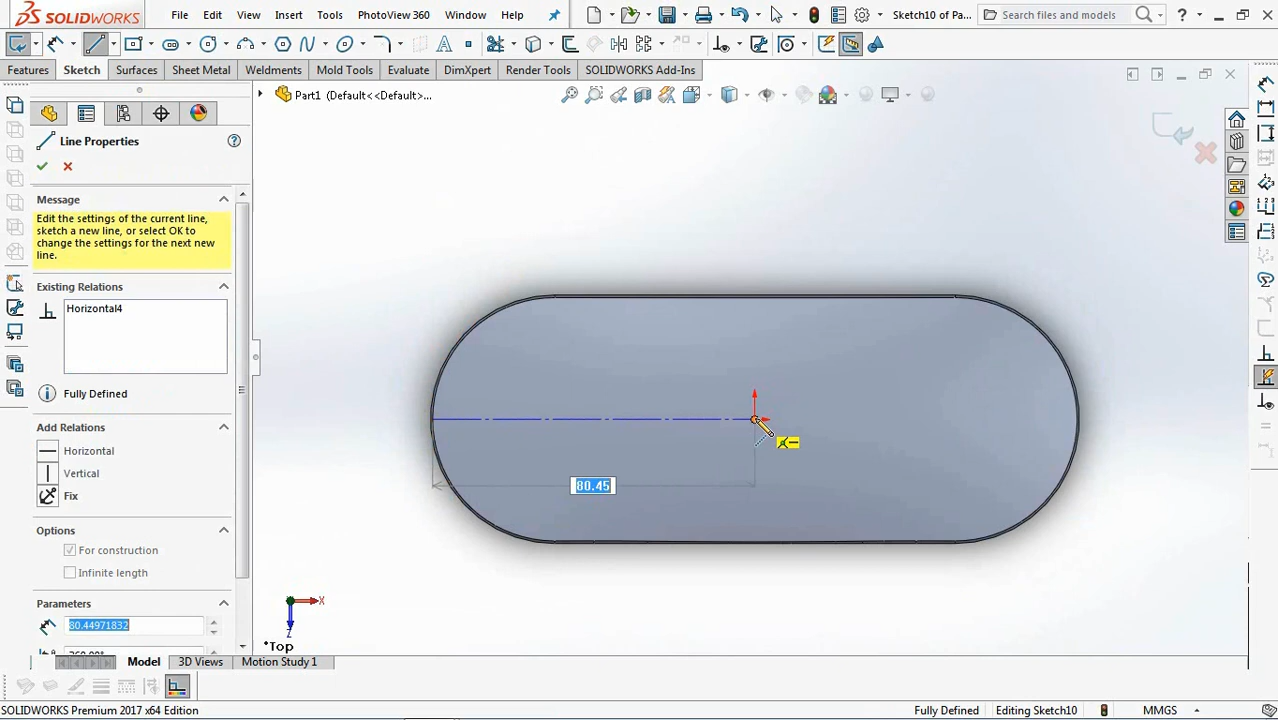 SOLIDWORKS File Edit View Insert Tools PhotoView 360 Window Help Sketch10 of Pa... Search files and models ?
Features Sketch Surfaces Sheet Metal Weldments Mold Tools Evaluate DimXpert Render Tools SOLIDWORKS Add-Ins
Part1 (Default<<Default>...
Line Properties
Message
Edit the settings of the current line,
sketch a new line, or select OK to
change the settings for the next new
line.
Existing Relations
Horizontal4
Fully Defined
Add Relations
Horizontal
Vertical
Fix
Options
For construction
Infinite length
Parameters
80.44971832
80.45
X
Z
*Top
Model 3D Views Motion Study 1
SOLIDWORKS Premium 2017 x64 Edition Fully Defined Editing Sketch10 MMGS